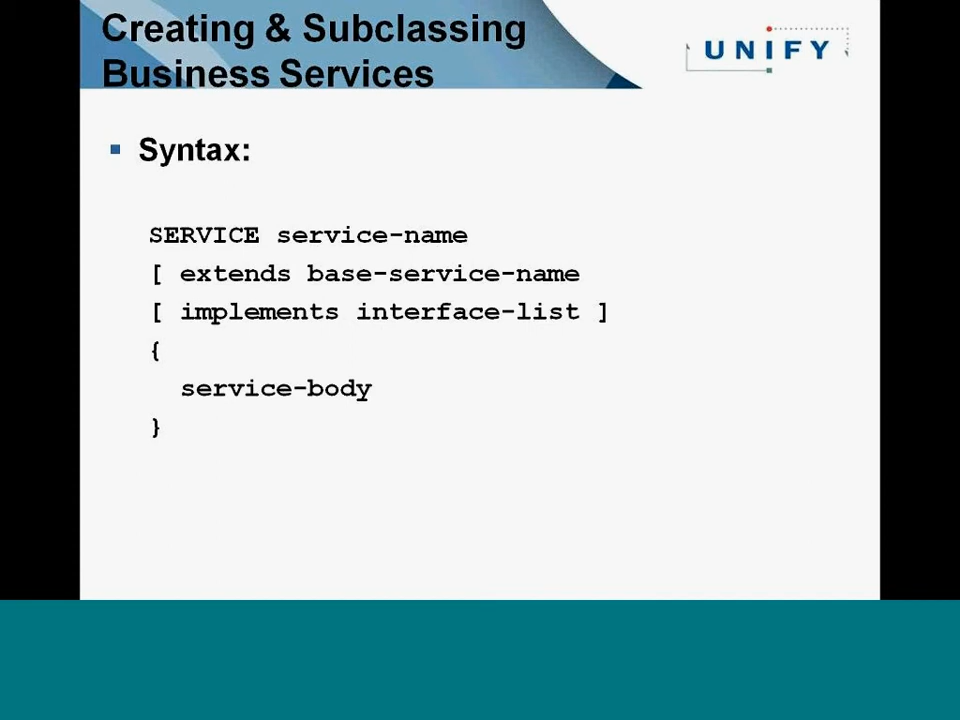 Creating & Subclassing
Business Services
UNIFY
Syntax:
SERVICE service-name
[ extends base-service-name
[ implements interface-list ]
{
service-body
}